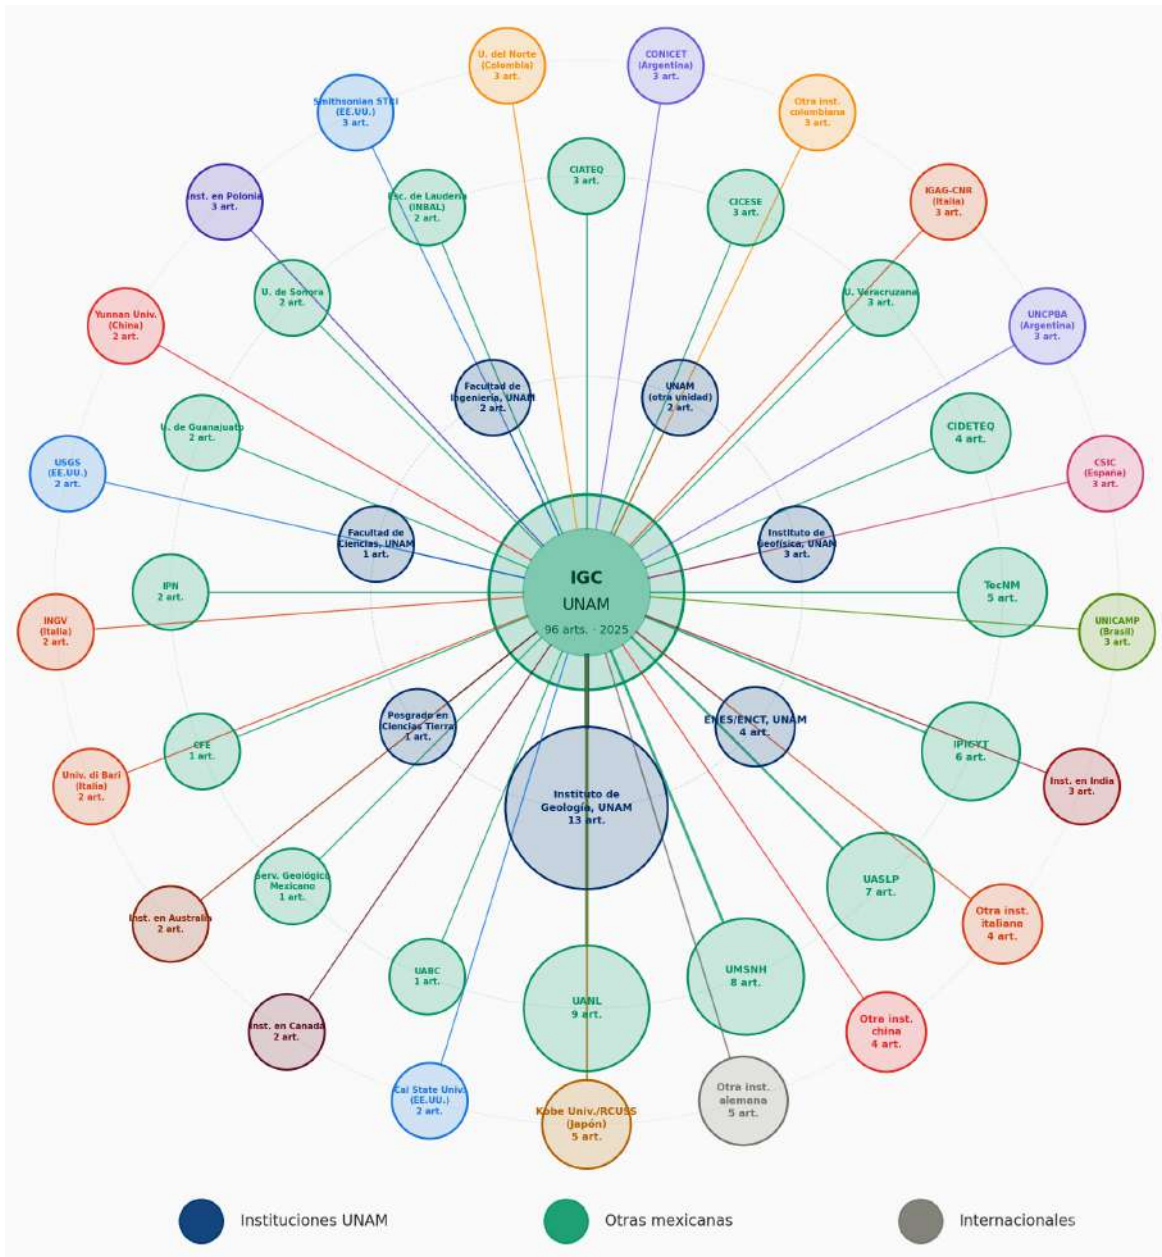 U. del Norte
(Colombia)
3 art.
CONICET
(Argentina)
3 art.
Smithsonian STRI
(EE.UU.)
3 art.
Otra inst.
colombiana
3 art.
CIATEQ
3 art.
Inst. en Polonia
3 art.
Esc. de Laudería
(INBAL)
2 art.
CICESE
3 art.
IGAG-CNR
(Italia)
3 art.
U. de Sonora
2 art.
U. Veracruzana
3 art.
Yunnan Univ.
(China)
2 art.
UNCPBA
(Argentina)
3 art.
Facultad de
Ingeniería, UNAM
2 art.
UNAM
(otra unidad)
2 art.
U. de Guanajuato
2 art.
CIDETEQ
4 art.
USGS
(EE.UU.)
2 art.
CSIC
(España)
3 art.
Facultad de
Ciencias, UNAM
1 art.
Instituto de
Geofísica, UNAM
3 art.
IPN
2 art.
IGC
UNAM
96 arts. · 2025
TecNM
5 art.
INGV
(Italia)
2 art.
UNICAMP
(Brasil)
3 art.
Posgrado en
Ciencias Tierra
1 art.
ENES/ENCT, UNAM
4 art.
CFE
1 art.
IPICYT
6 art.
Univ. di Bari
(Italia)
2 art.
Inst. en India
3 art.
Instituto de
Geología, UNAM
13 art.
Serv. Geológico
Mexicano
1 art.
UASLP
7 art.
Inst. en Australia
2 art.
Otra inst.
italiana
4 art.
UABC
1 art.
UANL
9 art.
UMSNH
8 art.
Inst. en Canadá
2 art.
Otra inst.
china
4 art.
Cal State Univ.
(EE.UU.)
2 art.
Kobe Univ./RCUSS
(Japón)
5 art.
Otra inst.
alemana
5 art.
Instituciones UNAM
Otras mexicanas
Internacionales